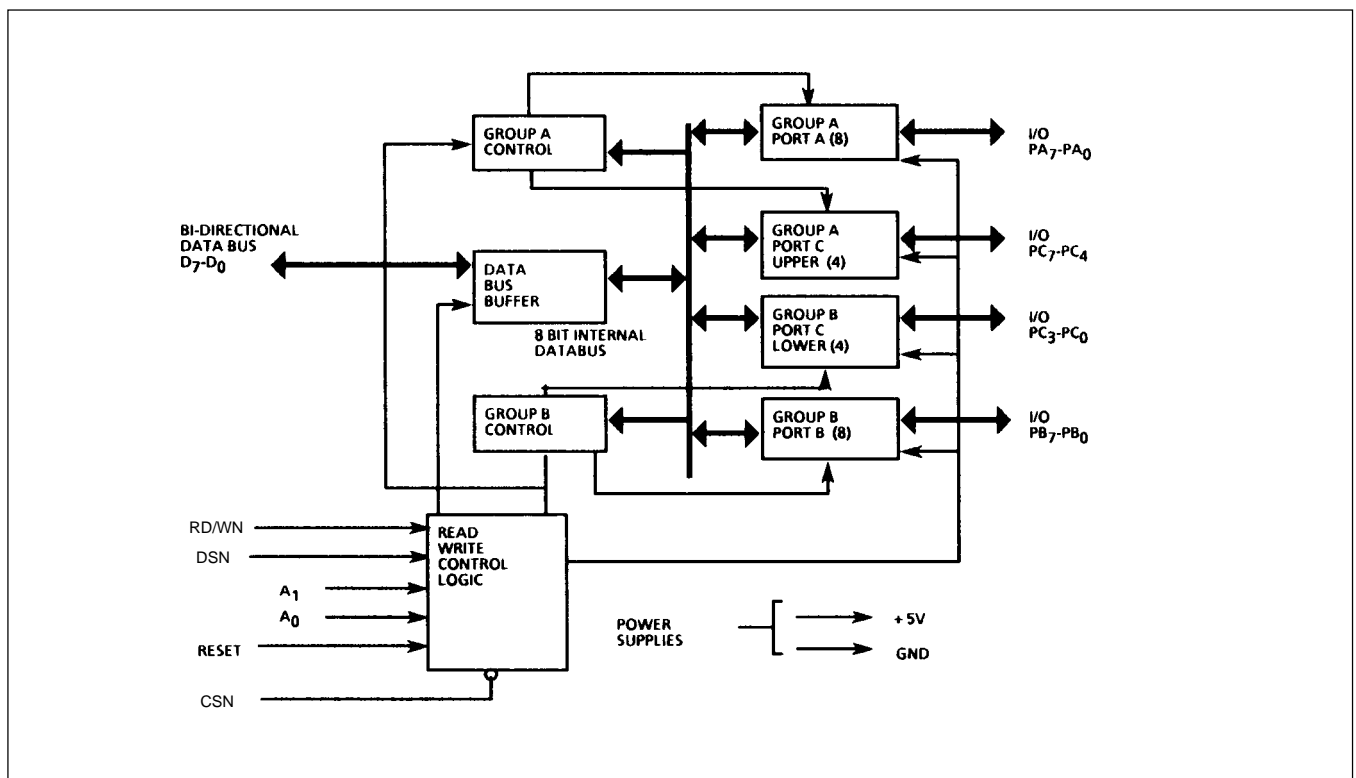 GROUP A
CONTROL
GROUP A
PORT A (8)
I/O
PA7-PA0
BI-DIRECTIONAL
DATA BUS
D7-D0
DATA
BUS
BUFFER
GROUP A
PORT C
UPPER (4)
I/O
PC7-PC4
8 BIT INTERNAL
DATABUS
GROUP B
PORT C
LOWER (4)
I/O
PC3-PC0
GROUP B
CONTROL
GROUP B
PORT B (8)
I/O
PB7-PB0
RD/WN
DSN
A1
A0
RESET
CSN
READ
WRITE
CONTROL
LOGIC
POWER
SUPPLIES
+ 5V
GND